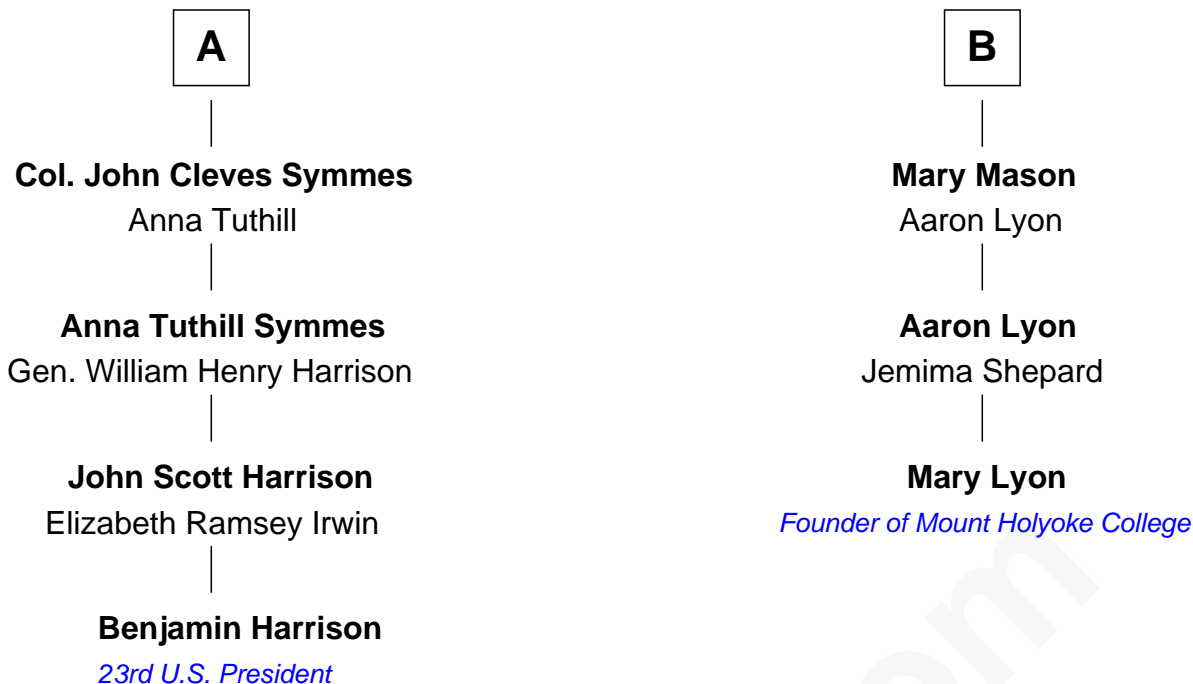 A
Col. John Cleves Symmes
Anna Tuthill
Anna Tuthill Symmes
Gen. William Henry Harrison
John Scott Harrison
Elizabeth Ramsey Irwin
Benjamin Harrison
23rd U.S. President
B
Mary Mason
Aaron Lyon
Aaron Lyon
Jemima Shepard
Mary Lyon
Founder of Mount Holyoke College
om